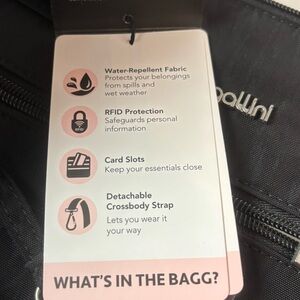 Water-Repellent Fabric
Protects your belongings
from spills and
wet weather
RFID Protection
Safeguards personal
information
Card Slots
Keep your essentials close
Detachable
Crossbody Strap
Lets you wear it
your way
WHAT'S IN THE BAGG?